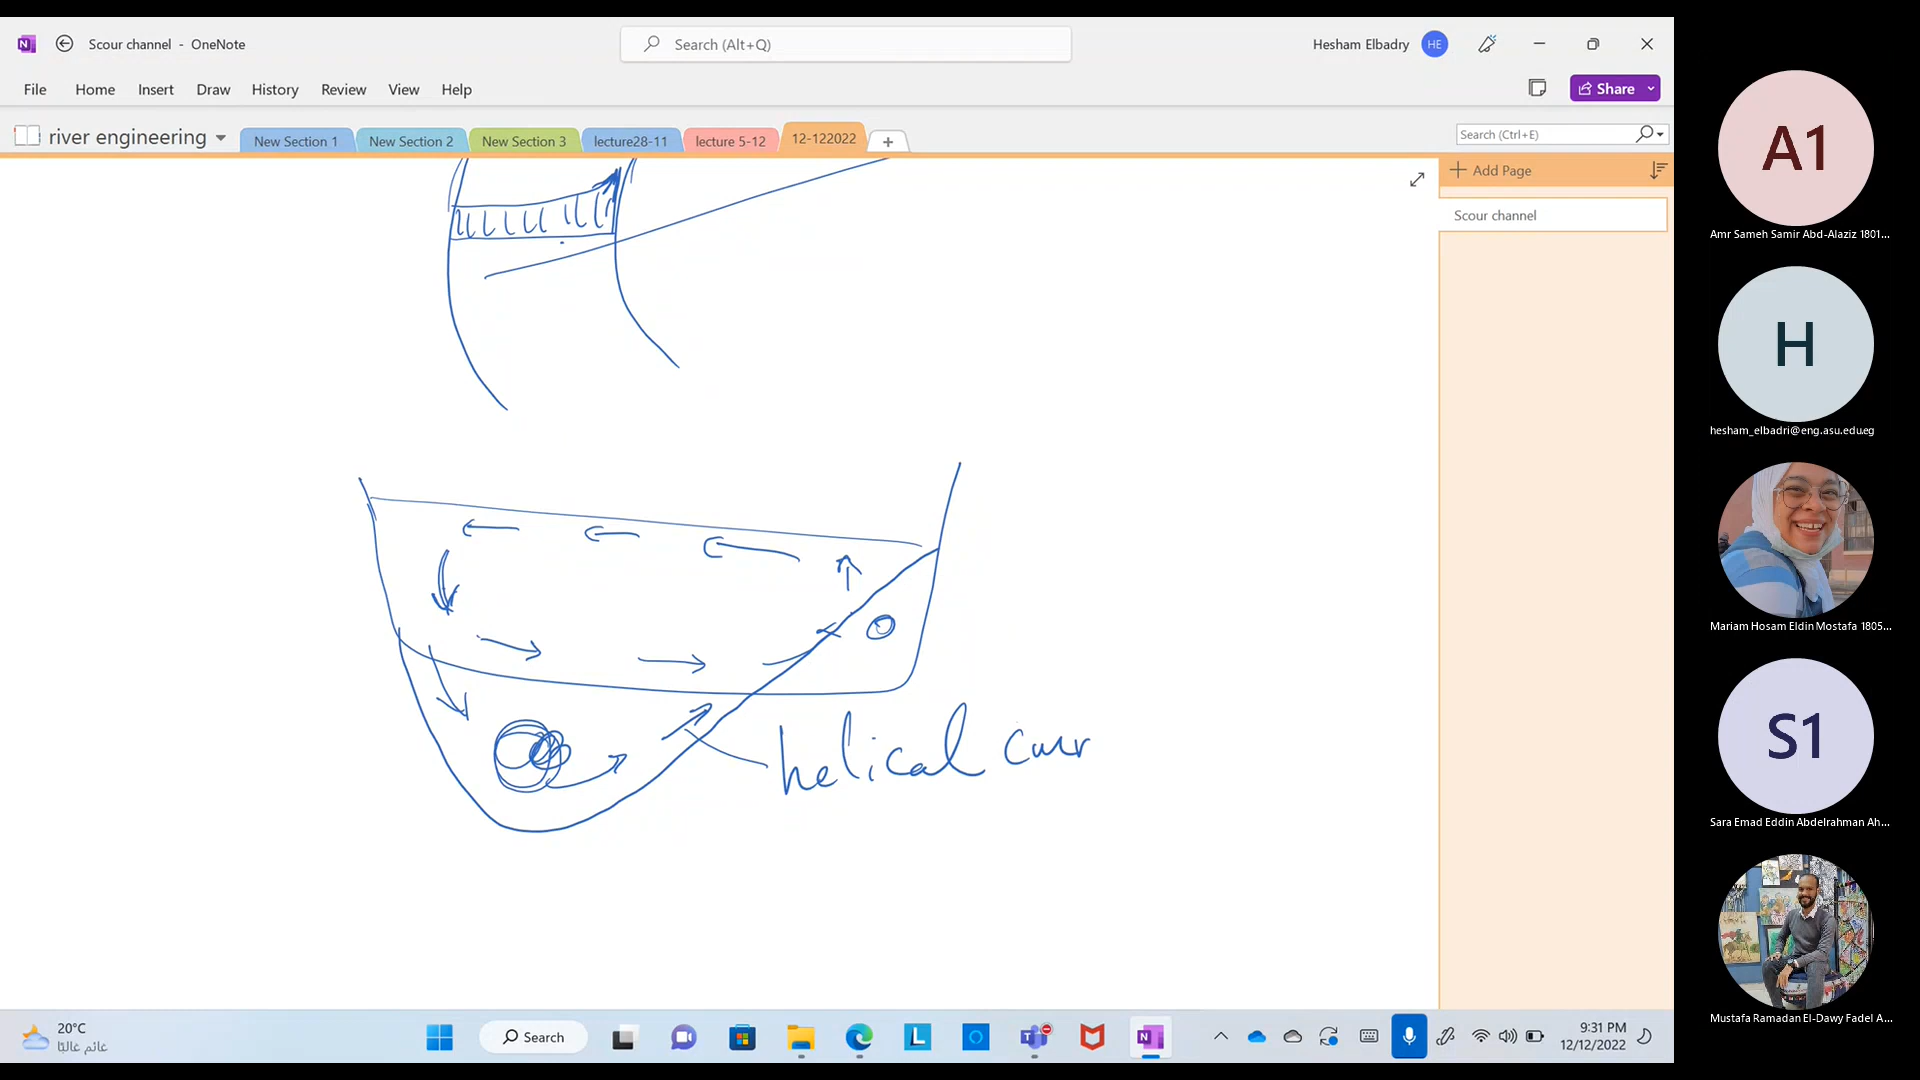 Scour channel - OneNote
Search (Alt+Q)
Hesham Elbadry
HE
File Home Insert Draw History Review View Help
Share
river engineering
New Section 1
New Section 2
New Section 3
lecture28-11
lecture 5-12
12-122022
Search (Ctrl+E)
Add Page
Scour channel
helical curr
A1
Amr Sameh Samir Abd-Alaziz 1801...
H
hesham_elbadri@eng.asu.edu.eg
Mariam Hosam Eldin Mostafa 1805...
S1
Sara Emad Eddin Abdelrahman Ah...
Mustafa Ramadan El-Dawy Fadel A...
20°C
غائم غالبًا
Search
9:31 PM
12/12/2022